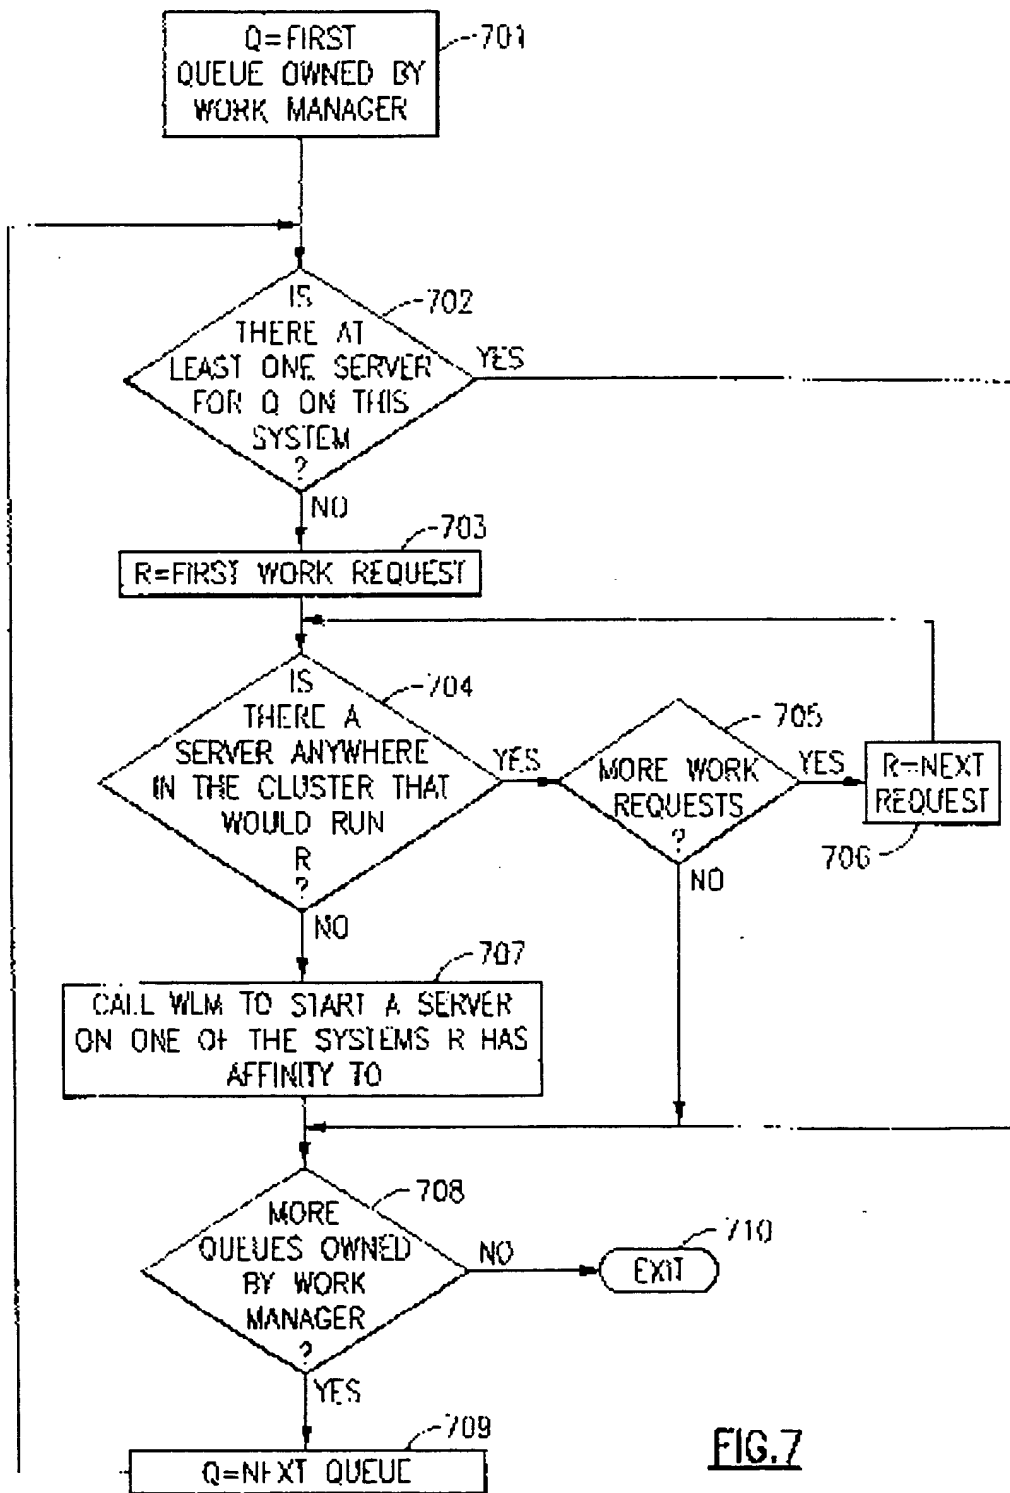 Q=FIRST
QUEUE OWNED BY
WORK MANAGER
701
IS
THERE AT
LEAST ONE SERVER
FOR Q ON THIS
SYSTEM
?
702
YES
NO
703
R=FIRST WORK REQUEST
IS
THERE A
SERVER ANYWHERE
IN THE CLUSTER THAT
WOULD RUN
R
?
704
YES
NO
705
MORE WORK
REQUESTS
?
YES
NO
R=NEXT
REQUEST
706
707
CALL WLM TO START A SERVER
ON ONE OF THE SYSTEMS R HAS
AFFINITY TO
708
MORE
QUEUES OWNED
BY WORK
MANAGER
?
NO
YES
710
EXIT
709
Q=NEXT QUEUE
FIG.7